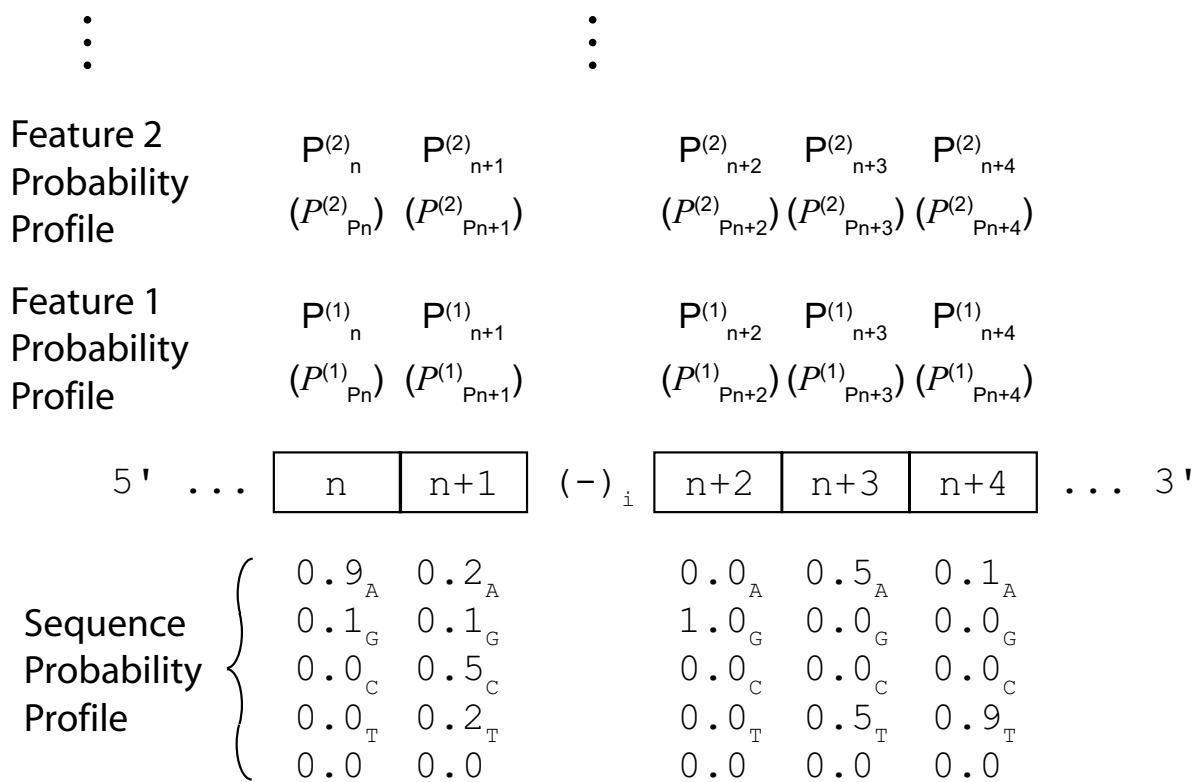 Feature 2
Probability
Profile
P(2)n P(2)n+1 P(2)n+2 P(2)n+3 P(2)n+4
(P(2)Pn) (P(2)Pn+1) (P(2)Pn+2) (P(2)Pn+3) (P(2)Pn+4)
Feature 1
Probability
Profile
P(1)n P(1)n+1 P(1)n+2 P(1)n+3 P(1)n+4
(P(1)Pn) (P(1)Pn+1) (P(1)Pn+2) (P(1)Pn+3) (P(1)Pn+4)
5' ... n n+1 (-)i n+2 n+3 n+4 ... 3'
Sequence
Probability
Profile
0.9A 0.2A 0.0A 0.5A 0.1A
0.1G 0.1G 1.0G 0.0G 0.0G
0.0C 0.5C 0.0C 0.0C 0.0C
0.0T 0.2T 0.0T 0.5T 0.9T
0.0 0.0 0.0 0.0 0.0